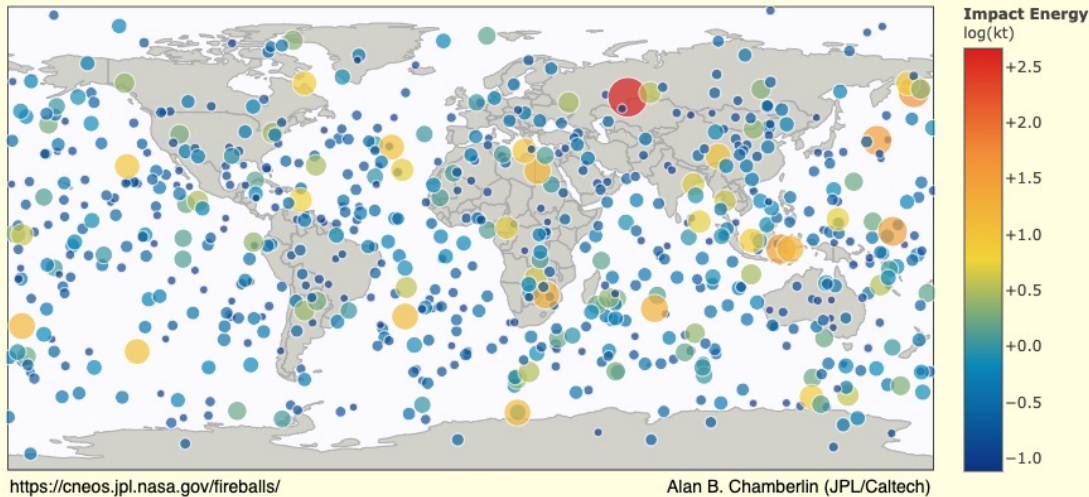 Impact Energy
log(kt)
+2.5
+2.0
+1.5
+1.0
+0.5
+0.0
−0.5
−1.0
https://cneos.jpl.nasa.gov/fireballs/
Alan B. Chamberlin (JPL/Caltech)